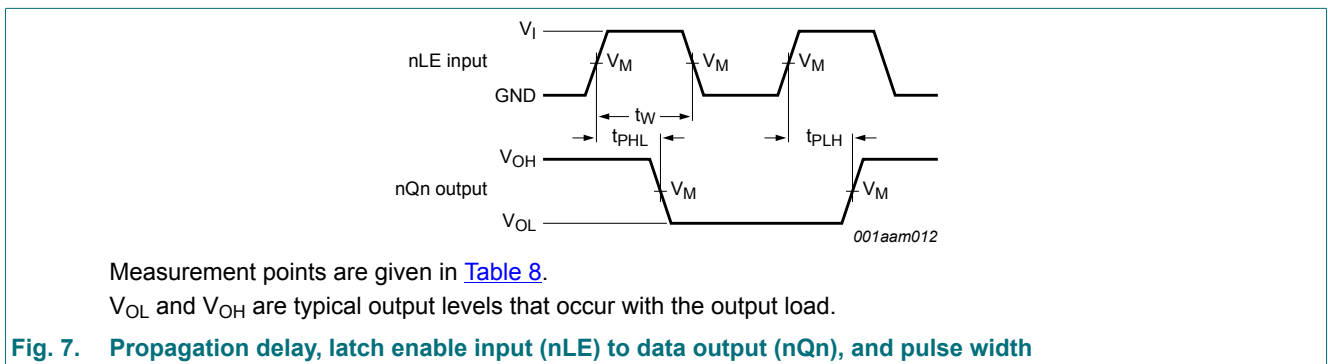 VI
nLE input
VM
VM
VM
GND
tW
tPHL
tPLH
VOH
nQn output
VM
VM
VOL
001aam012
Measurement points are given in Table 8.
VOL and VOH are typical output levels that occur with the output load.
Fig. 7. Propagation delay, latch enable input (nLE) to data output (nQn), and pulse width